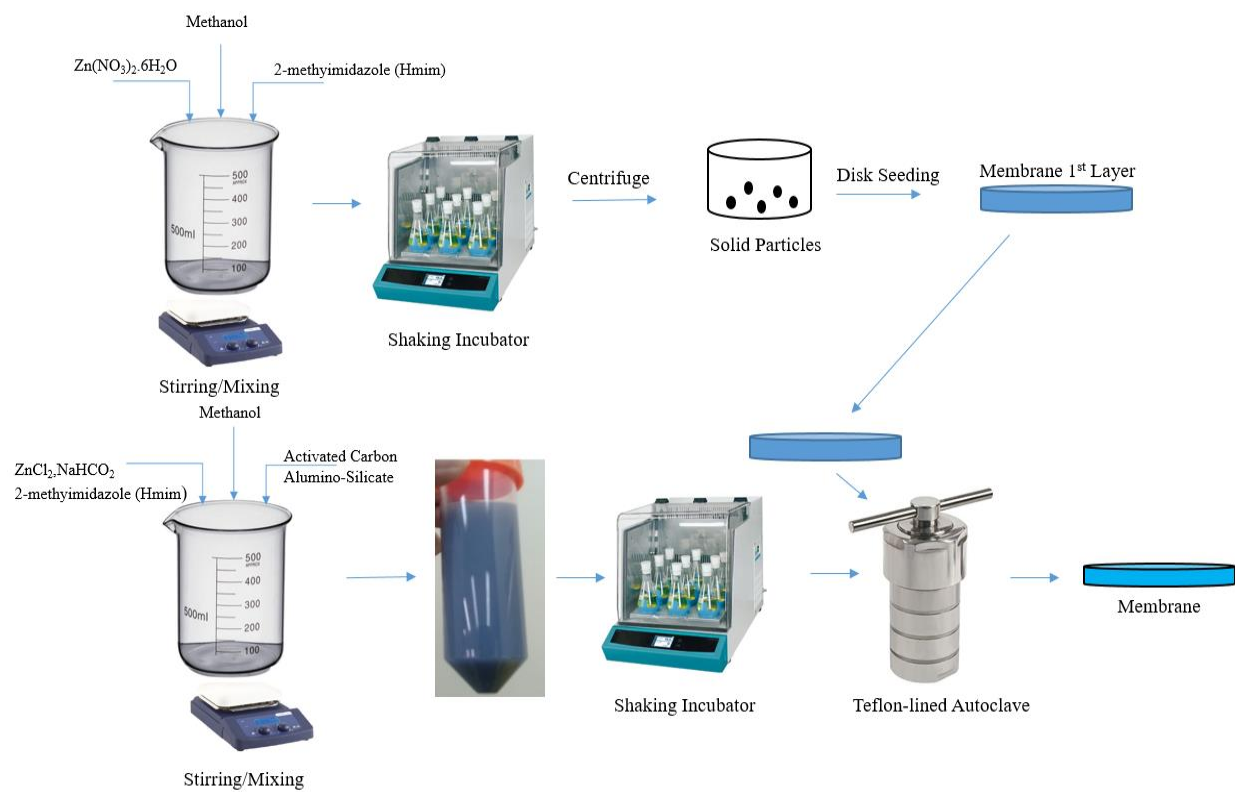 Methanol
Zn(NO3)2.6H2O
2-methyimidazole (Hmim)
500
APPROX
400
300
500ml
200
100
Stirring/Mixing
Shaking Incubator
Centrifuge
Solid Particles
Disk Seeding
Membrane 1st Layer
Methanol
ZnCl2,NaHCO2
2-methyimidazole (Hmim)
Activated Carbon
Alumino-Silicate
500
APPROX
400
300
500ml
200
100
Stirring/Mixing
Shaking Incubator
Teflon-lined Autoclave
Membrane